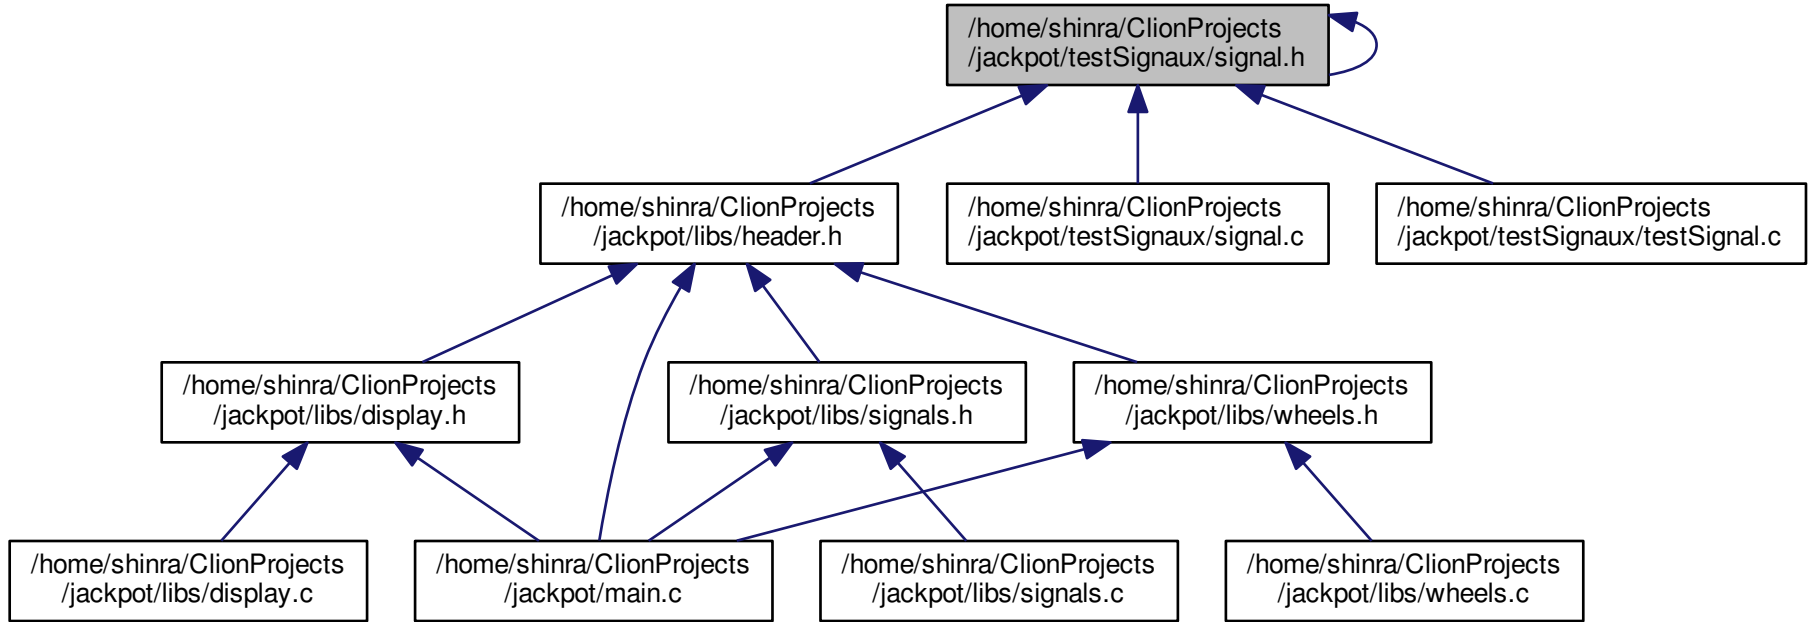 /home/shinra/ClionProjects
/jackpot/testSignaux/signal.h
/home/shinra/ClionProjects
/jackpot/libs/header.h
/home/shinra/ClionProjects
/jackpot/testSignaux/signal.c
/home/shinra/ClionProjects
/jackpot/testSignaux/testSignal.c
/home/shinra/ClionProjects
/jackpot/libs/display.h
/home/shinra/ClionProjects
/jackpot/libs/signals.h
/home/shinra/ClionProjects
/jackpot/libs/wheels.h
/home/shinra/ClionProjects
/jackpot/libs/display.c
/home/shinra/ClionProjects
/jackpot/main.c
/home/shinra/ClionProjects
/jackpot/libs/signals.c
/home/shinra/ClionProjects
/jackpot/libs/wheels.c